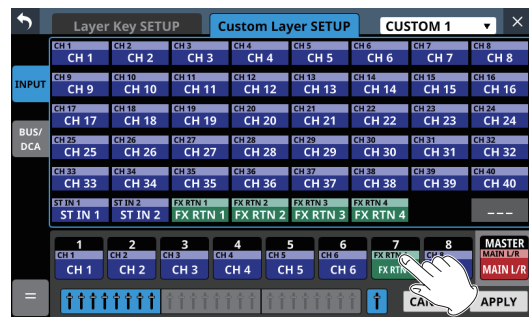 Layer Key SETUP Custom Layer SETUP CUSTOM 1 ▼ ×
CH 1 CH 2 CH 3 CH 4 CH 5 CH 6 CH 7 CH 8
CH 1 CH 2 CH 3 CH 4 CH 5 CH 6 CH 7 CH 8
INPUT
CH 9 CH 10 CH 11 CH 12 CH 13 CH 14 CH 15 CH 16
CH 9 CH 10 CH 11 CH 12 CH 13 CH 14 CH 15 CH 16
CH 17 CH 18 CH 19 CH 20 CH 21 CH 22 CH 23 CH 24
CH 17 CH 18 CH 19 CH 20 CH 21 CH 22 CH 23 CH 24
BUS/
DCA
CH 25 CH 26 CH 27 CH 28 CH 29 CH 30 CH 31 CH 32
CH 25 CH 26 CH 27 CH 28 CH 29 CH 30 CH 31 CH 32
CH 33 CH 34 CH 35 CH 36 CH 37 CH 38 CH 39 CH 40
CH 33 CH 34 CH 35 CH 36 CH 37 CH 38 CH 39 CH 40
ST IN 1 ST IN 2 FX RTN 1 FX RTN 2 FX RTN 3 FX RTN 4
ST IN 1 ST IN 2 FX RTN 1 FX RTN 2 FX RTN 3 FX RTN 4 ---
1 2 3 4 5 6 7 8 MASTER
CH 1 CH 2 CH 3 CH 4 CH 5 CH 6 FX RTN MAIN L/R
CH 1 CH 2 CH 3 CH 4 CH 5 CH 6 FX RTN MAIN L/R
APPLY